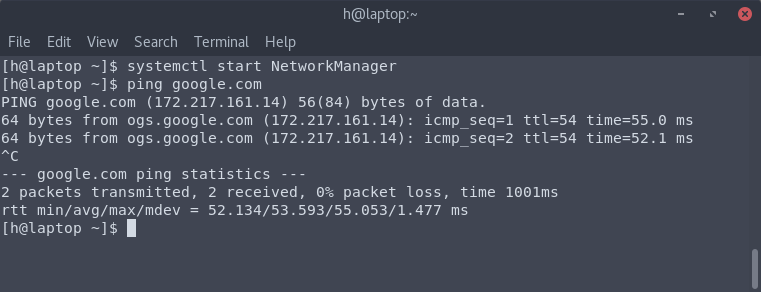 h@laptop:~
File Edit View Search Terminal Help
[h@laptop ~]$ systemctl start NetworkManager
[h@laptop ~]$ ping google.com
PING google.com (172.217.161.14) 56(84) bytes of data.
64 bytes from ogs.google.com (172.217.161.14): icmp_seq=1 ttl=54 time=55.0 ms
64 bytes from ogs.google.com (172.217.161.14): icmp_seq=2 ttl=54 time=52.1 ms
^C
--- google.com ping statistics ---
2 packets transmitted, 2 received, 0% packet loss, time 1001ms
rtt min/avg/max/mdev = 52.134/53.593/55.053/1.477 ms
[h@laptop ~]$